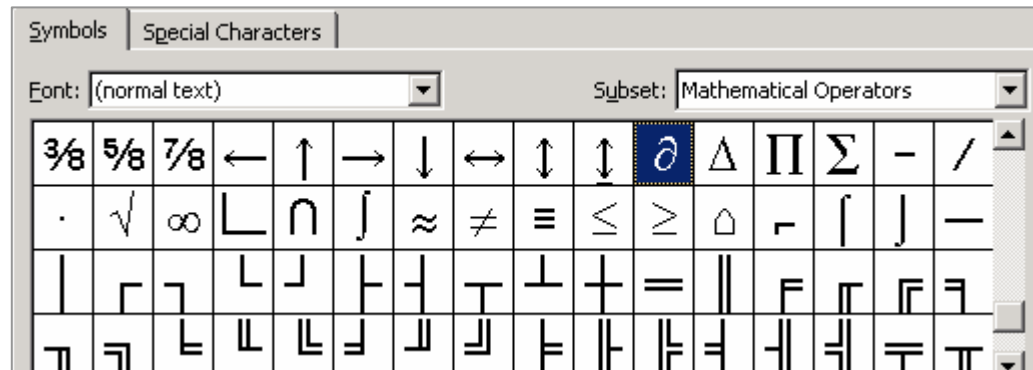 Symbols Special Characters
Font: (normal text) Subset: Mathematical Operators
⅜ ⅝ ⅞ ← ↑ → ↓ ↔ ↕ ↨ ∂ ∆ ∏ ∑ − ∕
∙ √ ∞ ∟ ∩ ∫ ≈ ≠ ≡ ≤ ≥ ⌂ ⌐ ⌠ ⌡ ─
│ ┌ ┐ └ ┘ ├ ┤ ┬ ┴ ┼ ═ ║ ╒ ╓ ╔ ╕
╖ ╗ ╘ ╙ ╚ ╛ ╜ ╝ ╞ ╟ ╠ ╡ ╢ ╣ ╤ ╥